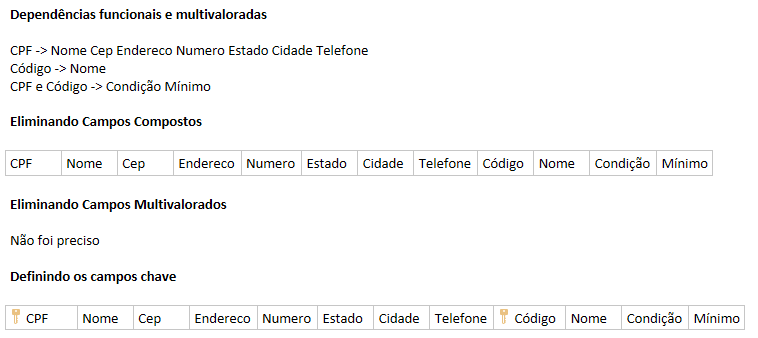 Dependências funcionais e multivaloradas
CPF -> Nome Cep Endereco Numero Estado Cidade Telefone
Código -> Nome
CPF e Código -> Condição Mínimo
Eliminando Campos Compostos
CPF Nome Cep Endereco Numero Estado Cidade Telefone Código Nome Condição Mínimo
Eliminando Campos Multivalorados
Não foi preciso
Definindo os campos chave
CPF Nome Cep Endereco Numero Estado Cidade Telefone Código Nome Condição Mínimo